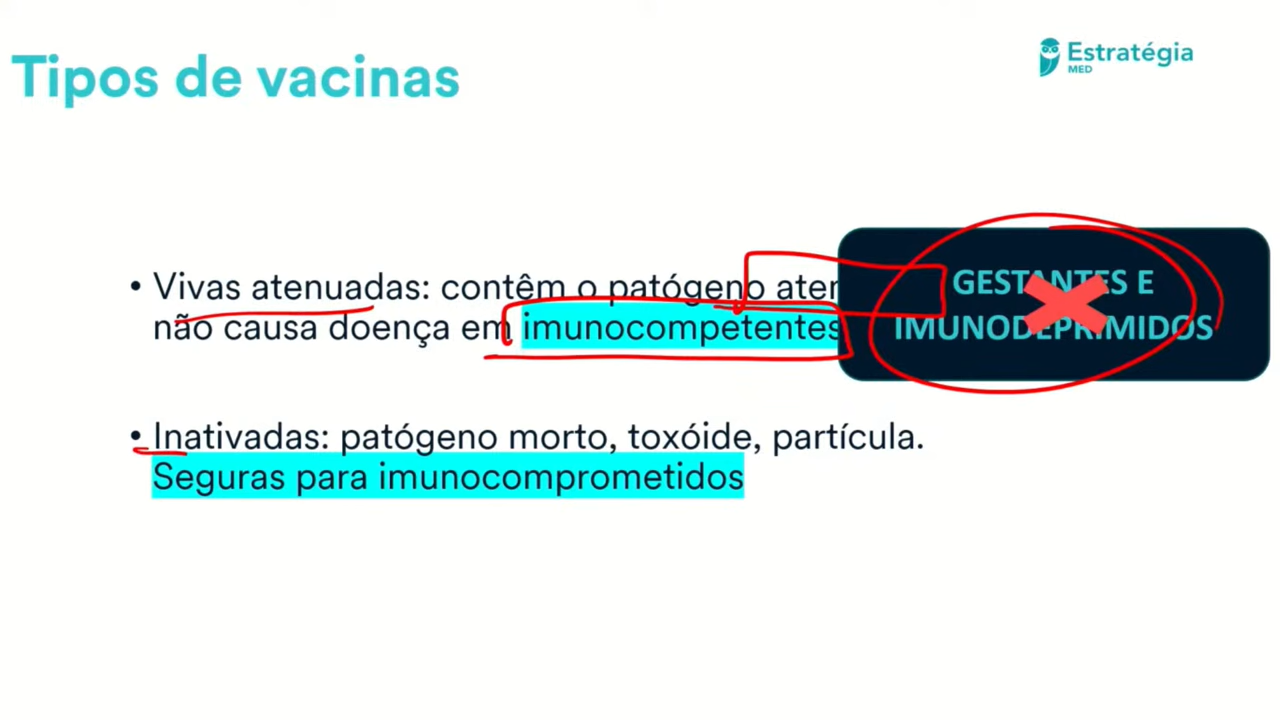 Tipos de vacinas
Estratégia
MED
• Vivas atenuadas: contêm o patógeno
não causa doença em imunocompetentes
GESTANTES E
IMUNODEPRIMIDOS
• Inativadas: patógeno morto, toxóide, partícula.
Seguras para imunocomprometidos